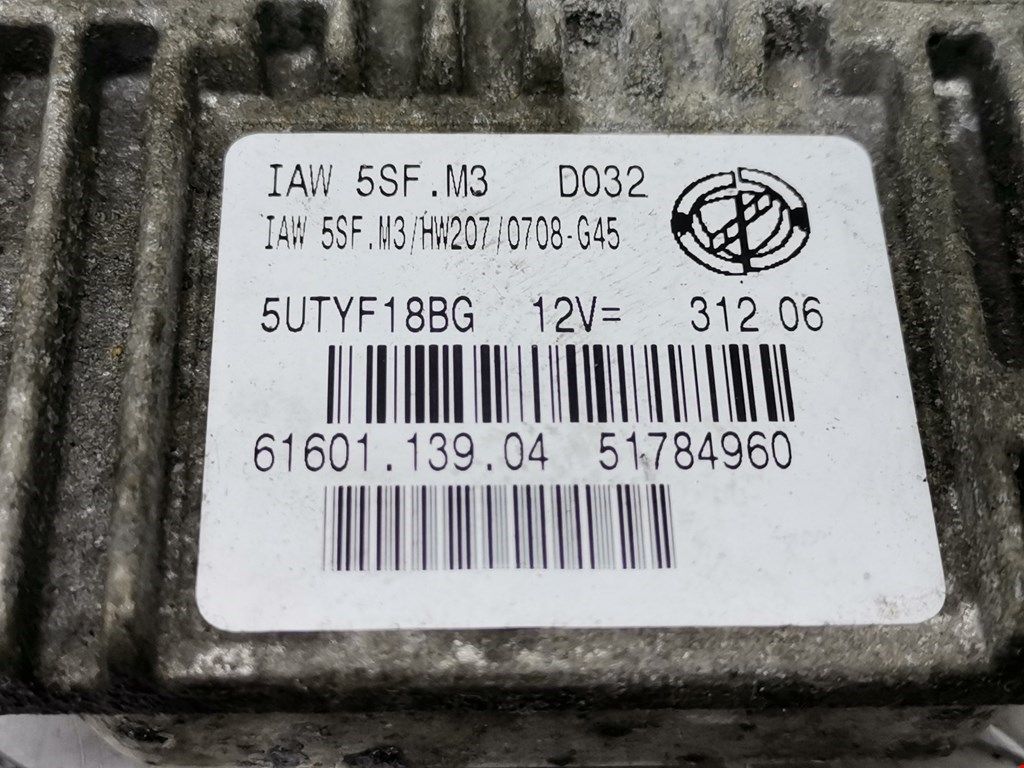 IAW 5SF.M3 D032
IAW 5SF.M3/HW207/0708-G45
5UTYF18BG 12V= 312 06
61601.139.04 51784960